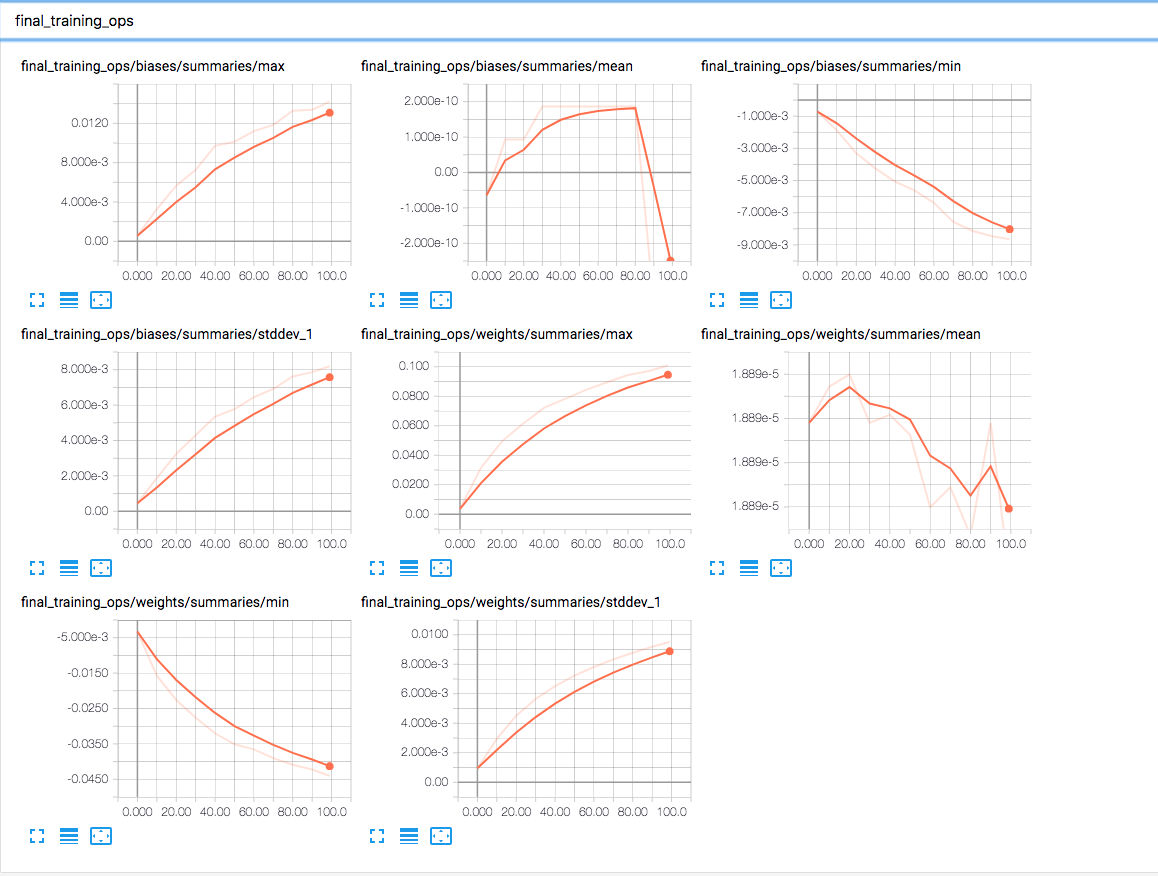 final_training_ops
final_training_ops/biases/summaries/max
0.0120
8.000e-3
4.000e-3
0.00
0.000 20.00 40.00 60.00 80.00 100.0
final_training_ops/biases/summaries/mean
2.000e-10
1.000e-10
0.00
-1.000e-10
-2.000e-10
0.000 20.00 40.00 60.00 80.00 100.0
final_training_ops/biases/summaries/min
-1.000e-3
-3.000e-3
-5.000e-3
-7.000e-3
-9.000e-3
0.000 20.00 40.00 60.00 80.00 100.0
final_training_ops/biases/summaries/stddev_1
8.000e-3
6.000e-3
4.000e-3
2.000e-3
0.00
0.000 20.00 40.00 60.00 80.00 100.0
final_training_ops/weights/summaries/max
0.100
0.0800
0.0600
0.0400
0.0200
0.00
0.000 20.00 40.00 60.00 80.00 100.0
final_training_ops/weights/summaries/mean
1.889e-5
1.889e-5
1.889e-5
1.889e-5
0.000 20.00 40.00 60.00 80.00 100.0
final_training_ops/weights/summaries/min
-5.000e-3
-0.0150
-0.0250
-0.0350
-0.0450
0.000 20.00 40.00 60.00 80.00 100.0
final_training_ops/weights/summaries/stddev_1
0.0100
8.000e-3
6.000e-3
4.000e-3
2.000e-3
0.00
0.000 20.00 40.00 60.00 80.00 100.0